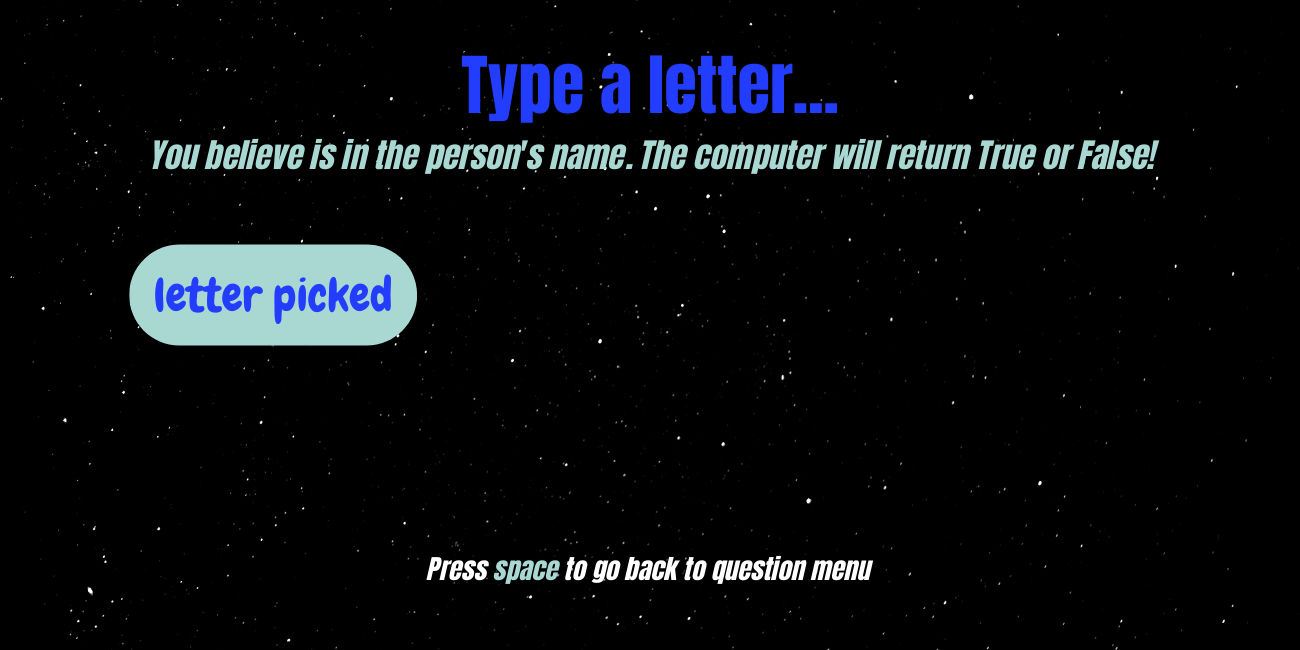 Type a letter...
You believe is in the person's name. The computer will return True or False!
letter picked
Press space to go back to question menu